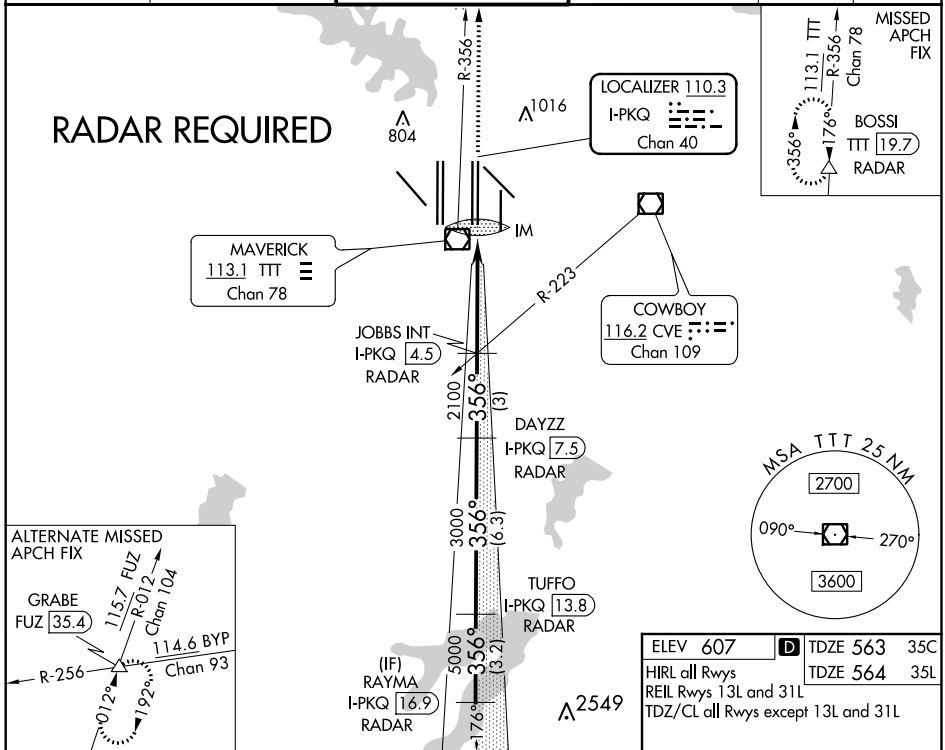 RADAR REQUIRED
804
1016
R-356
LOCALIZER 110.3
I-PKQ
Chan 40
MISSED
APCH
FIX
113.1 TTT
R-356
Chan 78
356°
176°
BOSSI
TTT 19.7
RADAR
MAVERICK
113.1 TTT
Chan 78
IM
R-223
COWBOY
116.2 CVE
Chan 109
JOBBS INT
I-PKQ 4.5
RADAR
2100
356°
(3)
DAYZZ
I-PKQ 7.5
RADAR
3000
356°
(6.3)
TUFFO
I-PKQ 13.8
RADAR
5000
356°
(3.2)
(IF)
RAYMA
I-PKQ 16.9
RADAR
176°
2549
MSA TTT 25 NM
2700
090°
270°
3600
ALTERNATE MISSED
APCH FIX
GRABE
FUZ 35.4
115.7 FUZ
R-012
Chan 104
114.6 BYP
Chan 93
R-256
012°
192°
ELEV 607 D TDZE 563 35C
TDZE 564 35L
HIRL all Rwys
REIL Rwys 13L and 31L
TDZ/CL all Rwys except 13L and 31L